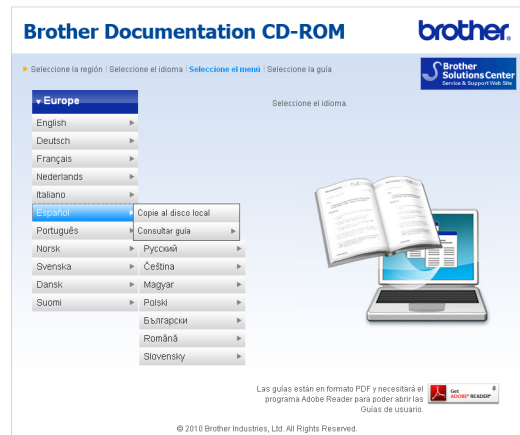 Brother Documentation CD-ROM
brother.
Seleccione la región | Seleccione el idioma | Seleccione el menú | Seleccione la guía
Brother
Solutions Center
Service & Support Web Site
Europe
Seleccione el idioma.
English
Deutsch
Français
Nederlands
Italiano
Español
Copie al disco local
Português
Consultar guía
Norsk
Русский
Svenska
Čeština
Dansk
Magyar
Suomi
Polski
Български
Română
Slovensky
Las guías están en formato PDF y necesitará el
programa Adobe Reader para poder abrir las
Guías de usuario.
Get
ADOBE® READER®
© 2010 Brother Industries, Ltd. All Rights Reserved.